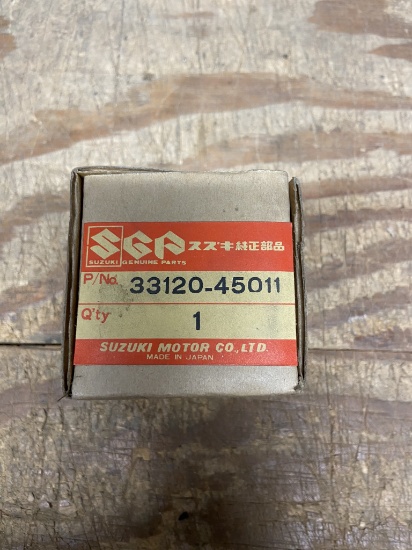 SGP スズキ純正部品
SUZUKI GENUINE PARTS
P/No. 33120-45011
Q'ty 1
SUZUKI MOTOR CO.,LTD.
MADE IN JAPAN